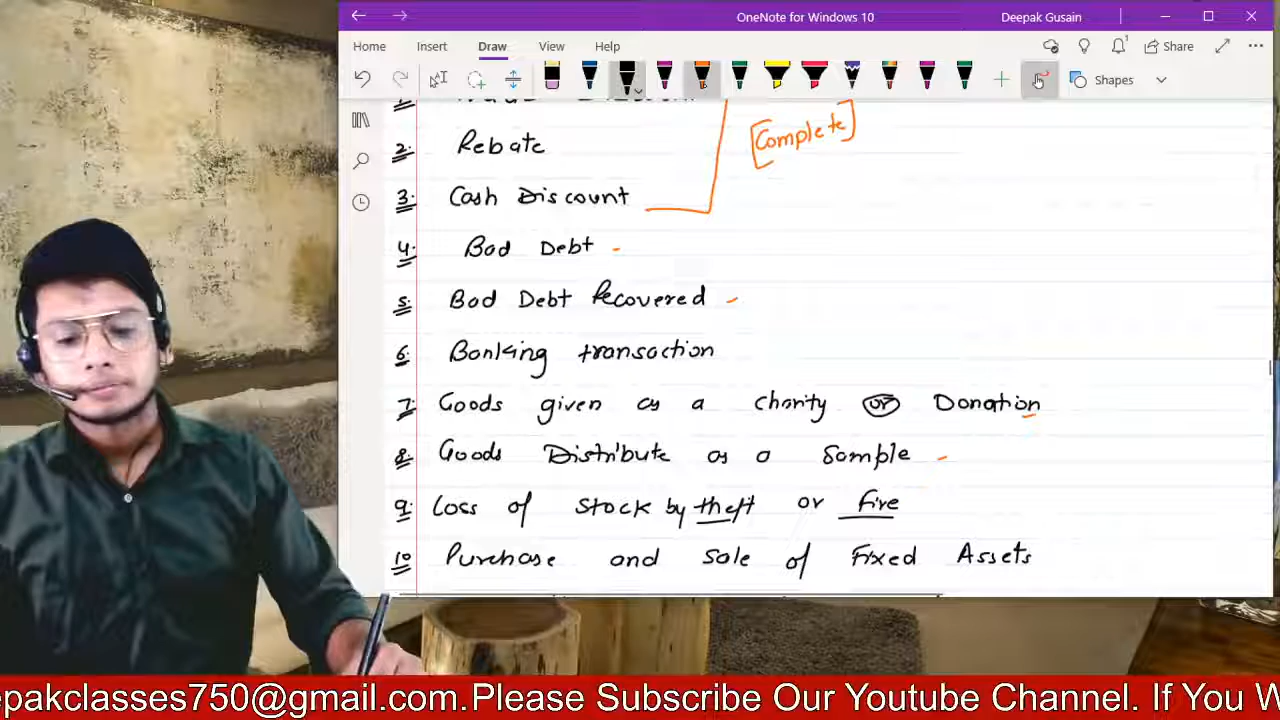 OneNote for Windows 10
Deepak Gusain
Home Insert Draw View Help
Share
Shapes
1.
2. Rebate
[Complete]
3. Cash Discount
4. Bad Debt -
5. Bad Debt Recovered -
6. Banking transaction
7. Goods given as a charity or Donation
8. Goods Distribute as a Sample -
9. Loss of Stock by theft or fire
10 Purchase and sale of Fixed Assets
epakclasses750@gmail.com.Please Subscribe Our Youtube Channel. If You W